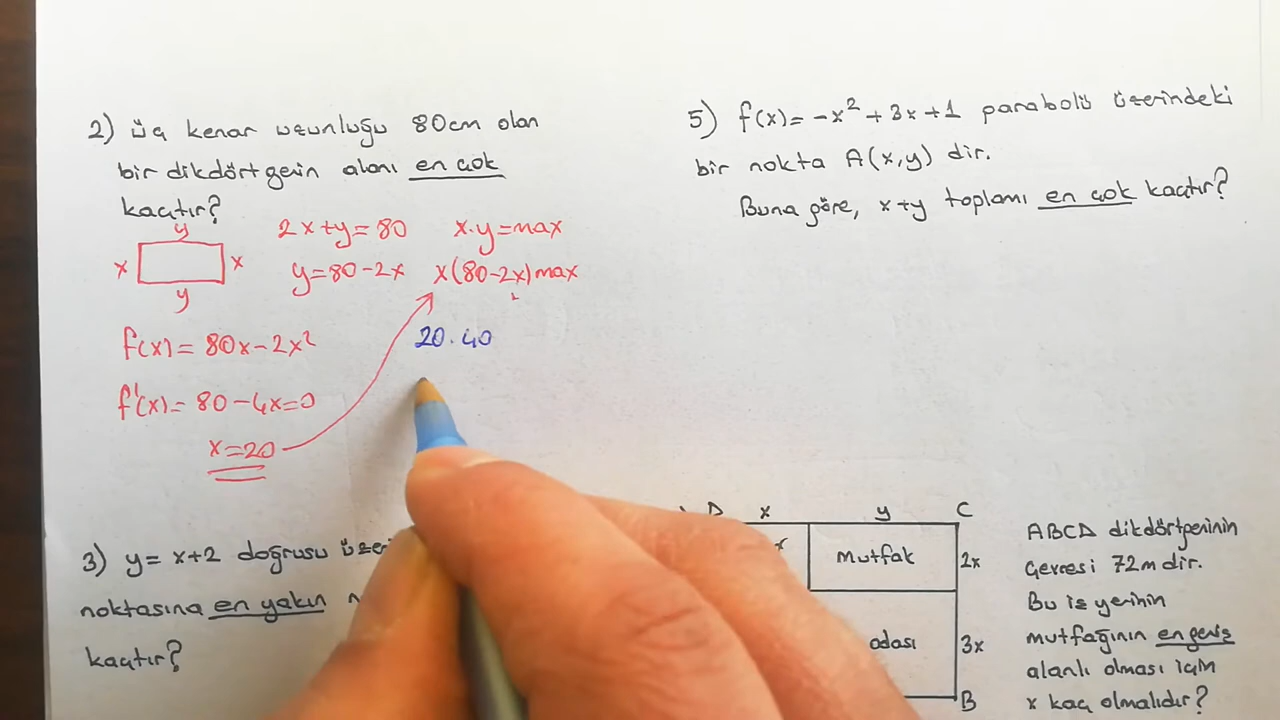 2) üç kenar uzunluğu 80cm olan
bir dikdörtgenin alanı en çok
kaçtır?
y
x
x
y
2x+y=80
y=80-2x
x.y=max
x(80-2x)max
2
f(x)=80x-2x²
f'(x)=80-4x=0
x=20
20.40
3) y=x+2 doğrusu
noktasına en yakın
kaçtır?
5) f(x)=-x²+3x+1 parabolü üzerindeki
bir nokta A(x,y) dir.
Buna göre, x+y toplamı en çok kaçtır?
D x y C
mutfak 2x
odası 3x
B
ABCD dikdörtgeninin
çevresi 72m dir.
Bu iş yerinin
mutfağının en geniş
alanlı olması için
x kaç olmalıdır?